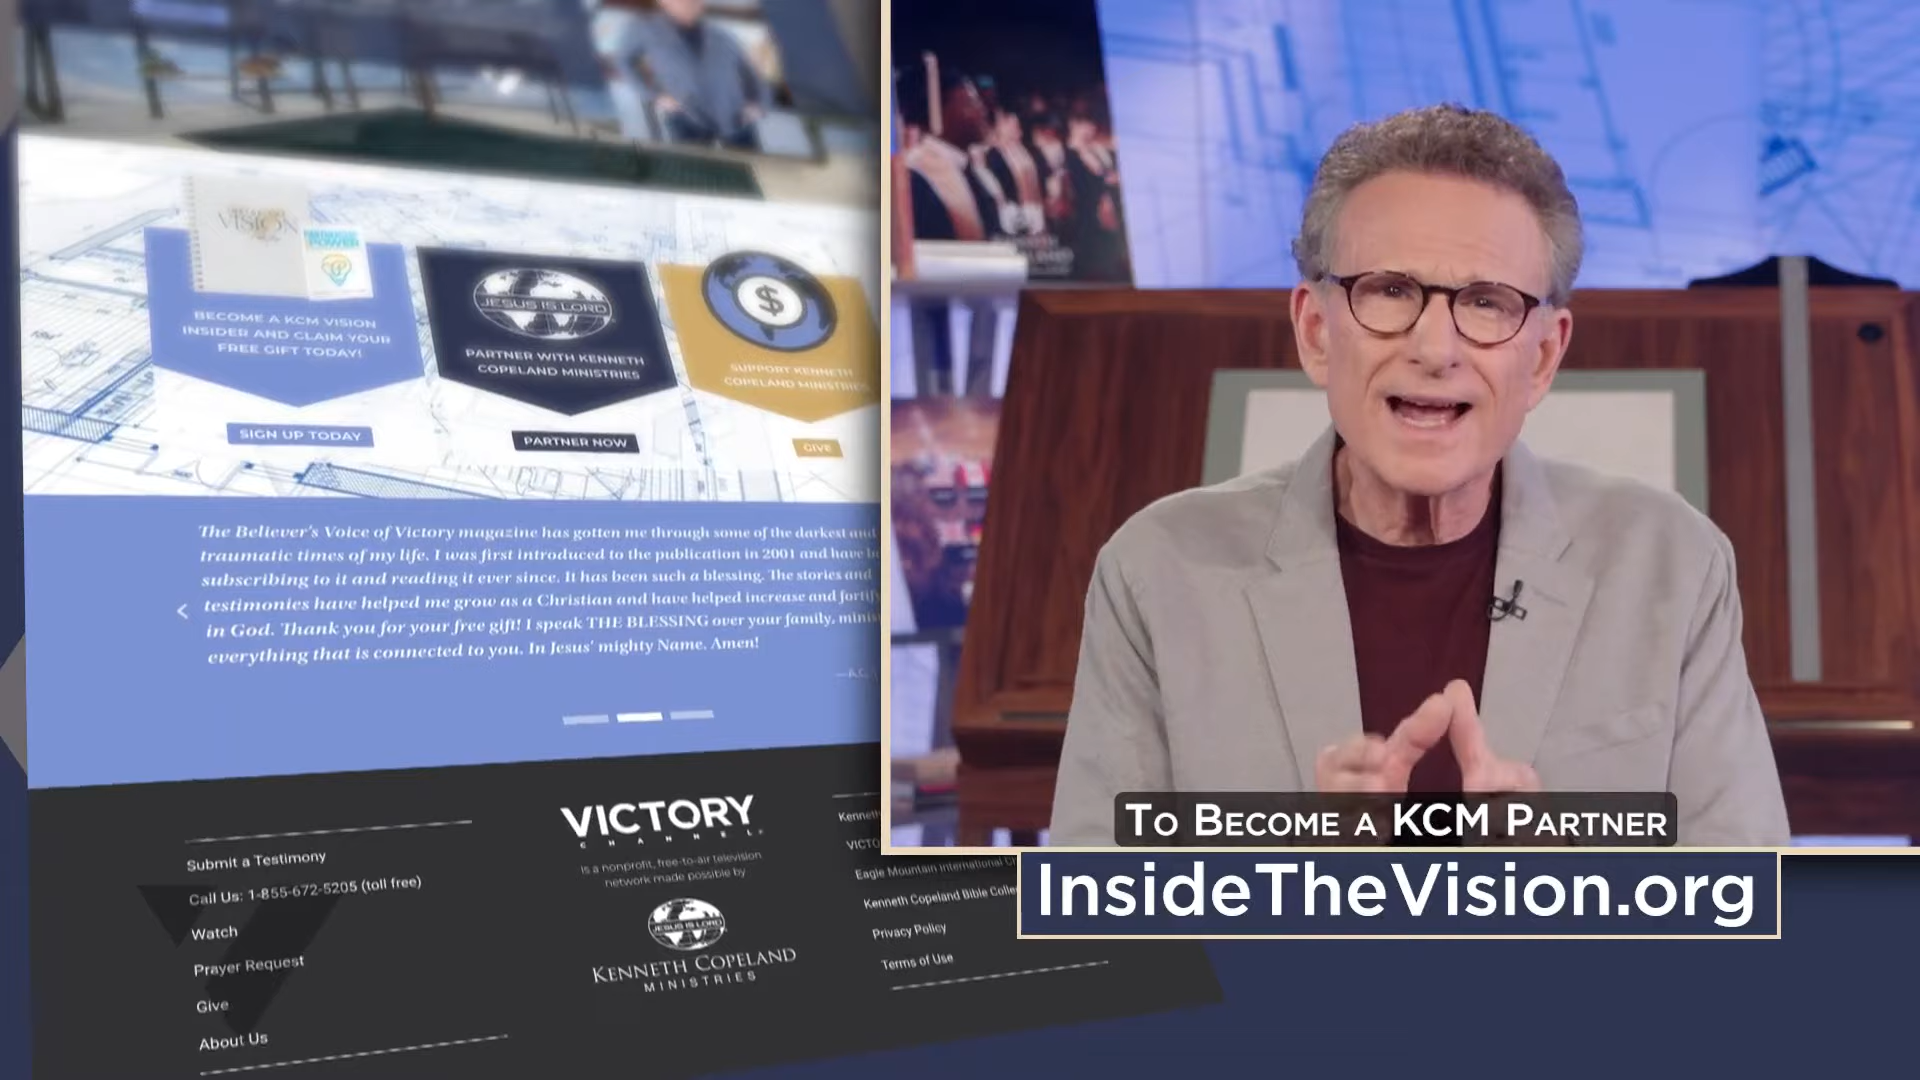 VISION
POWER
BECOME A KCM VISION
INSIDER AND CLAIM YOUR
FREE GIFT TODAY!
SIGN UP TODAY
JESUS IS LORD
PARTNER WITH KENNETH
COPELAND MINISTRIES
PARTNER NOW
$
SUPPORT KENNETH
COPELAND MINISTRIES
GIVE
The Believer's Voice of Victory magazine has gotten me through some of the darkest and
traumatic times of my life. I was first introduced to the publication in 2001 and have
subscribing to it and reading it ever since. It has been such a blessing. The stories and
testimonies have helped me grow as a Christian and have helped increase and
in God. Thank you for your free gift! I speak THE BLESSING over your family,
everything that is connected to you. In Jesus' mighty Name. Amen!
Submit a Testimony
Call Us: 1-855-672-5205 (toll free)
Watch
Prayer Request
Give
About Us
VICTORY
CHANNEL
is a nonprofit, free-to-air television
network made possible by
JESUS IS LORD
KENNETH COPELAND
MINISTRIES
Kenneth
Eagle Mountain International
Kenneth Copeland Bible
Privacy Policy
Terms of Use
TO BECOME A KCM PARTNER
InsideTheVision.org